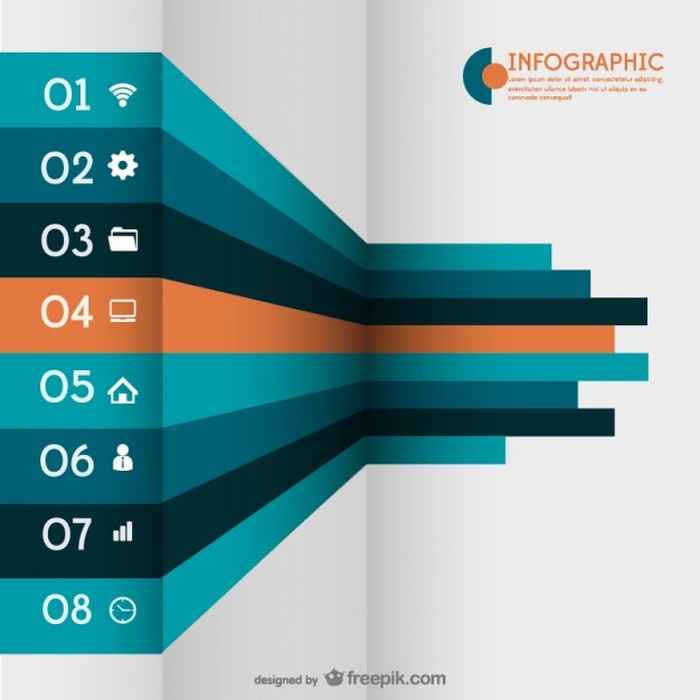 INFOGRAPHIC
Lorem ipsum dolor sit amet, consectetur adipiscing,
exercitation ullamco laboris nisi ut aliquip ex ea
commodo consequad
01
02
03
04
05
06
07
08
designed by freepik.com